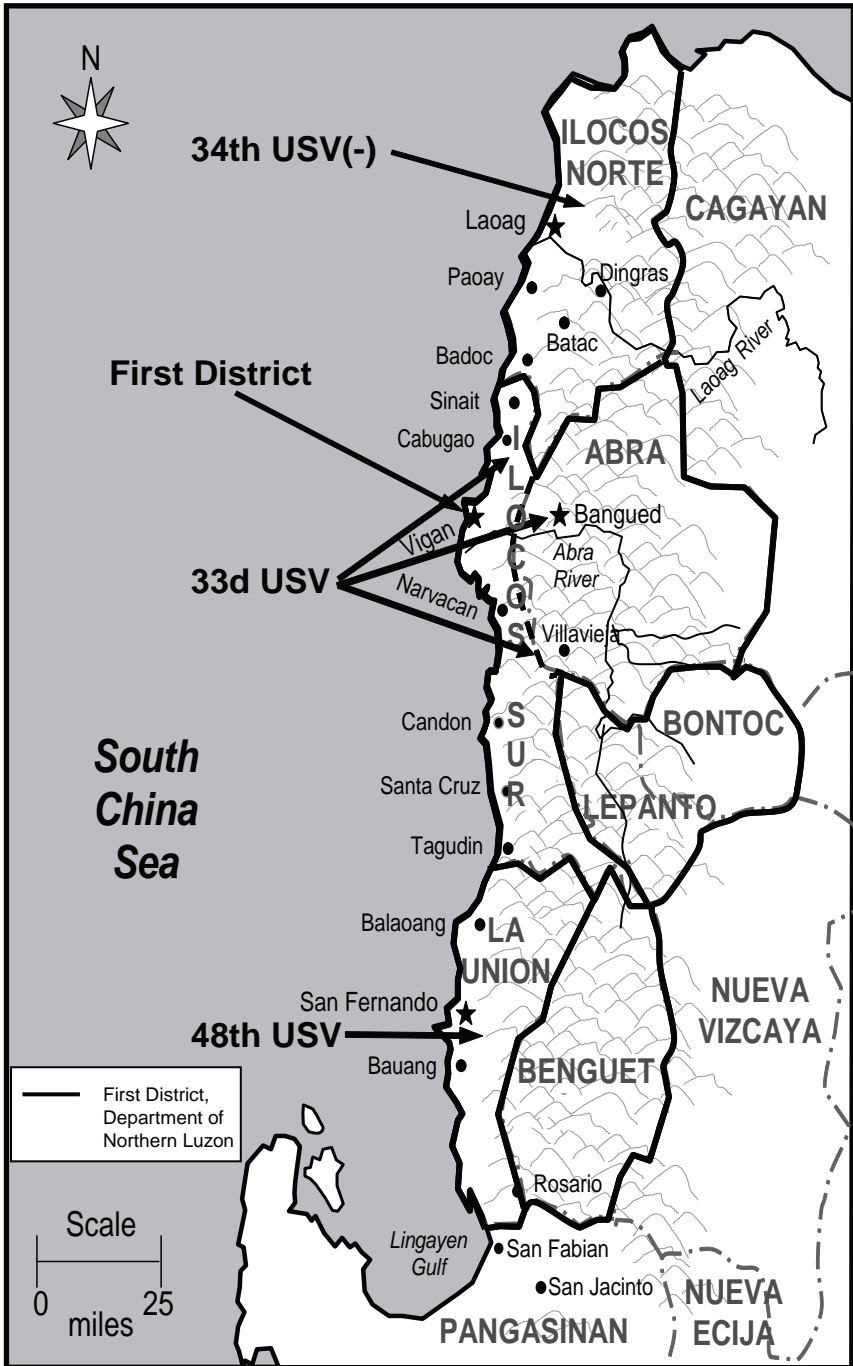 N
34th USV(-)
ILOCOS
NORTE
CAGAYAN
Laoag
Paoay
Dingras
Batac
Laoag River
Badoc
First District
Sinait
Cabugao
ABRA
ILOCOS
SUR
Vigan
Bangued
Abra
River
33d USV
Narvacan
Villavieja
Candon
BONTOC
South
China
Sea
Santa Cruz
LEPANTO
Tagudin
Balaoang
LA
UNION
San Fernando
NUEVA
VIZCAYA
48th USV
Bauang
BENGUET
First District,
Department of
Northern Luzon
Rosario
Scale
0 25
miles
Lingayen
Gulf
San Fabian
San Jacinto
NUEVA
ECIJA
PANGASINAN